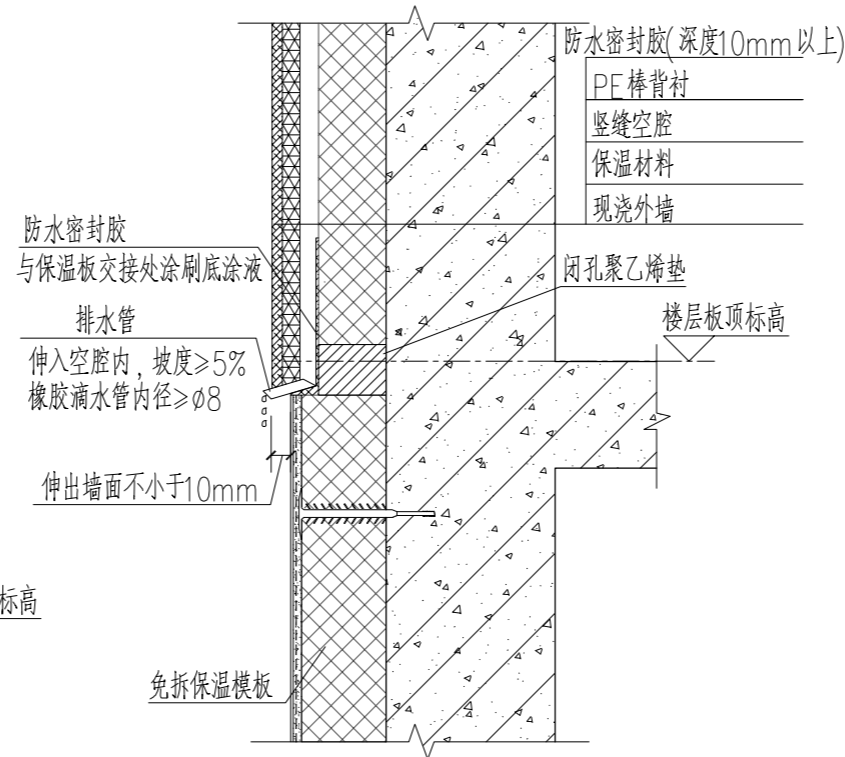 防水密封胶(深度10mm以上)
PE棒背衬
竖缝空腔
保温材料
现浇外墙
防水密封胶
与保温板交接处涂刷底涂液
闭孔聚乙烯垫
排水管
楼层板顶标高
伸入空腔内，坡度≥5%
橡胶滴水管内径≥ø8
伸出墙面不小于10mm
标高
免拆保温模板